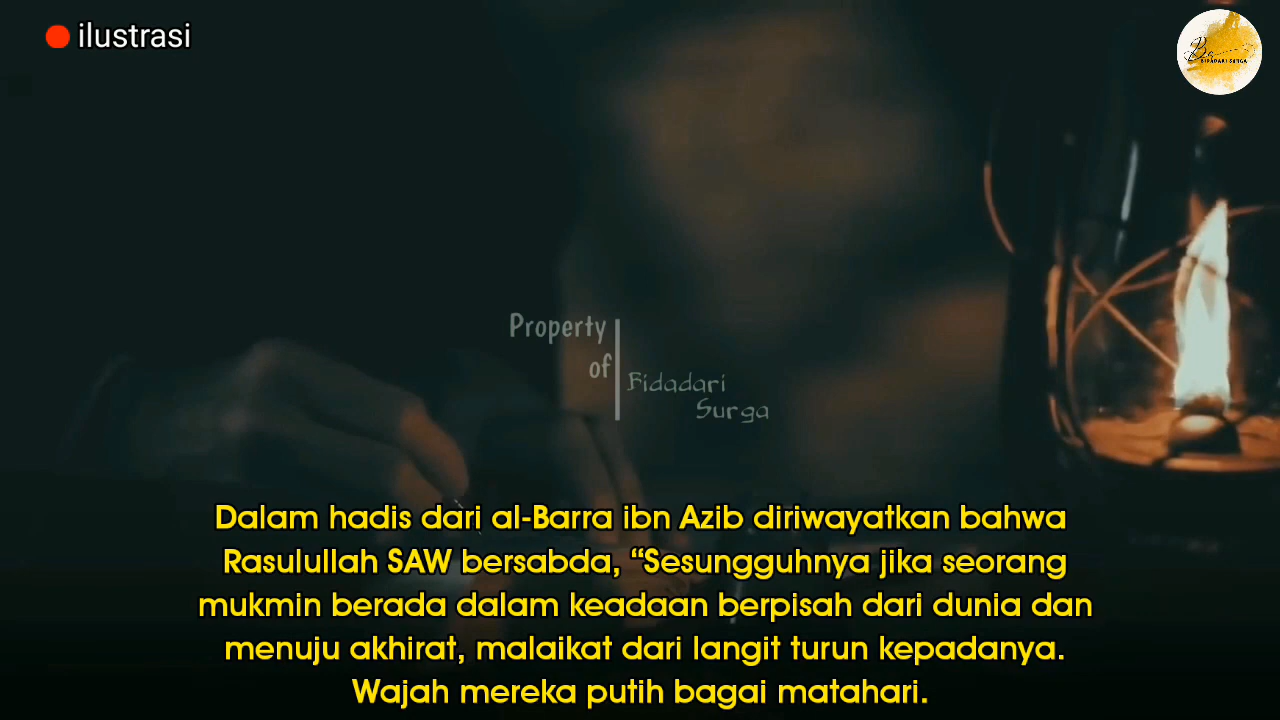 ilustrasi
BIDADARI SURGA
Property
of
Bidadari
Surga
Dalam hadis dari al-Barra ibn Azib diriwayatkan bahwa
Rasulullah SAW bersabda, “Sesungguhnya jika seorang
mukmin berada dalam keadaan berpisah dari dunia dan
menuju akhirat, malaikat dari langit turun kepadanya.
Wajah mereka putih bagai matahari.